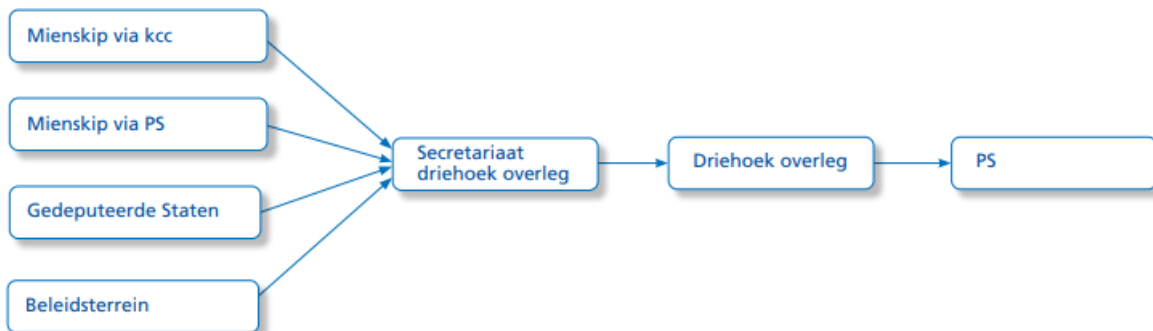 Mienskip via kcc
Mienskip via PS
Gedeputeerde Staten
Beleidsterrein
Secretariaat
driehoek overleg
Driehoek overleg
PS